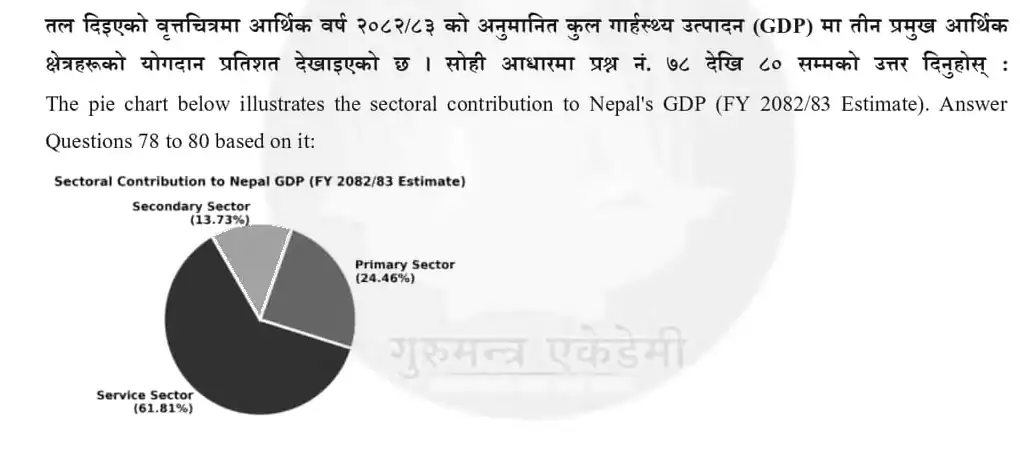 तल दिइएको वृत्तचित्रमा आर्थिक वर्ष २०८२/८३ को अनुमानित कुल गार्हस्थ्य उत्पादन (GDP) मा तीन प्रमुख आर्थिक
क्षेत्रहरूको योगदान प्रतिशत देखाइएको छ । सोही आधारमा प्रश्न नं. ७८ देखि ८० सम्मको उत्तर दिनुहोस् :
The pie chart below illustrates the sectoral contribution to Nepal's GDP (FY 2082/83 Estimate). Answer
Questions 78 to 80 based on it:
Sectoral Contribution to Nepal GDP (FY 2082/83 Estimate)
Secondary Sector
(13.73%)
Primary Sector
(24.46%)
गुरुमन्त्र एकेडेमी
Service Sector
(61.81%)